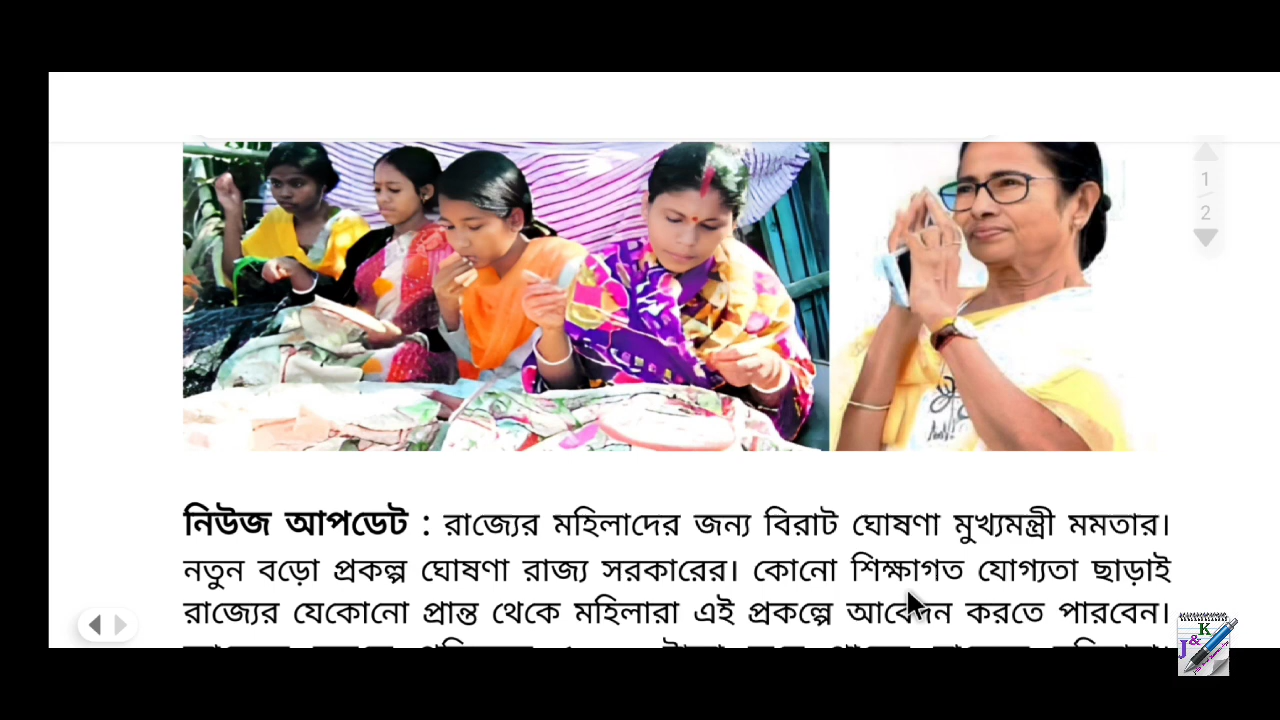 1
2
নিউজ আপডেট : রাজ্যের মহিলাদের জন্য বিরাট ঘোষণা মুখ্যমন্ত্রী মমতার।
নতুন বড়ো প্রকল্প ঘোষণা রাজ্য সরকারের। কোনো শিক্ষাগত যোগ্যতা ছাড়াই
রাজ্যের যেকোনো প্রান্ত থেকে মহিলারা এই প্রকল্পে আবেদন করতে পারবেন।
J&K